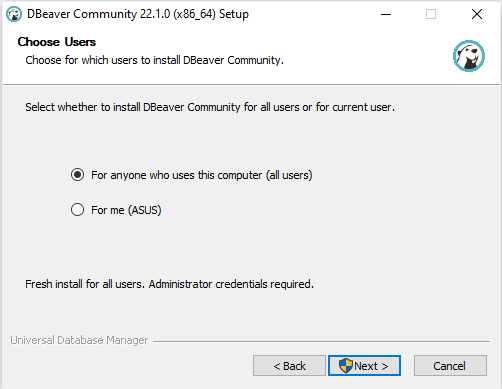 DBeaver Community 22.1.0 (x86_64) Setup
Choose Users
Choose for which users to install DBeaver Community.
Select whether to install DBeaver Community for all users or for current user.
For anyone who uses this computer (all users)
For me (ASUS)
Fresh install for all users. Administrator credentials required.
Universal Database Manager
< Back Next > Cancel